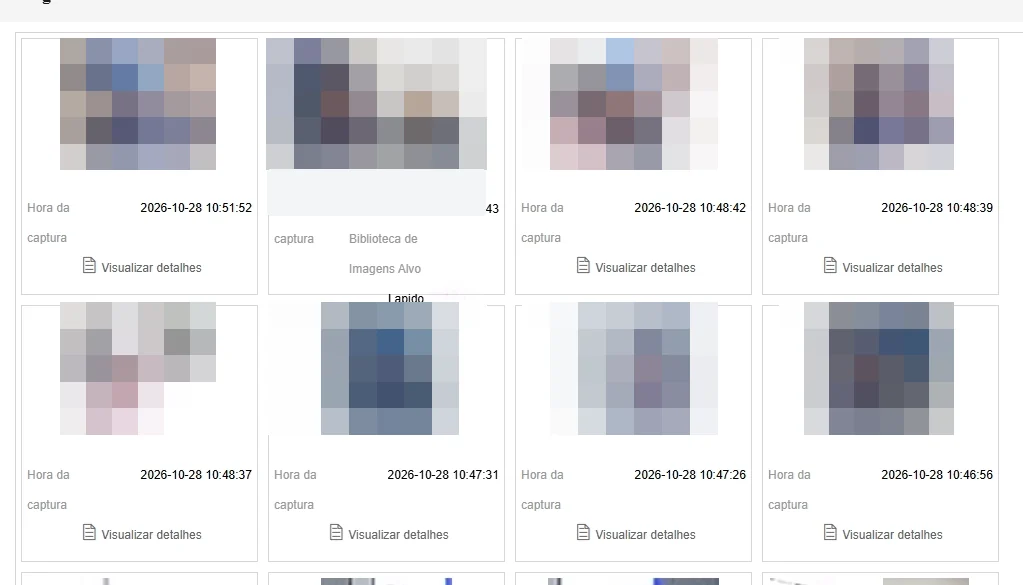 Hora da 2026-10-28 10:51:52
captura
Visualizar detalhes
43
captura Biblioteca de
Imagens Alvo
Lapido
Hora da 2026-10-28 10:48:42
captura
Visualizar detalhes
Hora da 2026-10-28 10:48:39
captura
Visualizar detalhes
Hora da 2026-10-28 10:48:37
captura
Visualizar detalhes
Hora da 2026-10-28 10:47:31
captura
Visualizar detalhes
Hora da 2026-10-28 10:47:26
captura
Visualizar detalhes
Hora da 2026-10-28 10:46:56
captura
Visualizar detalhes